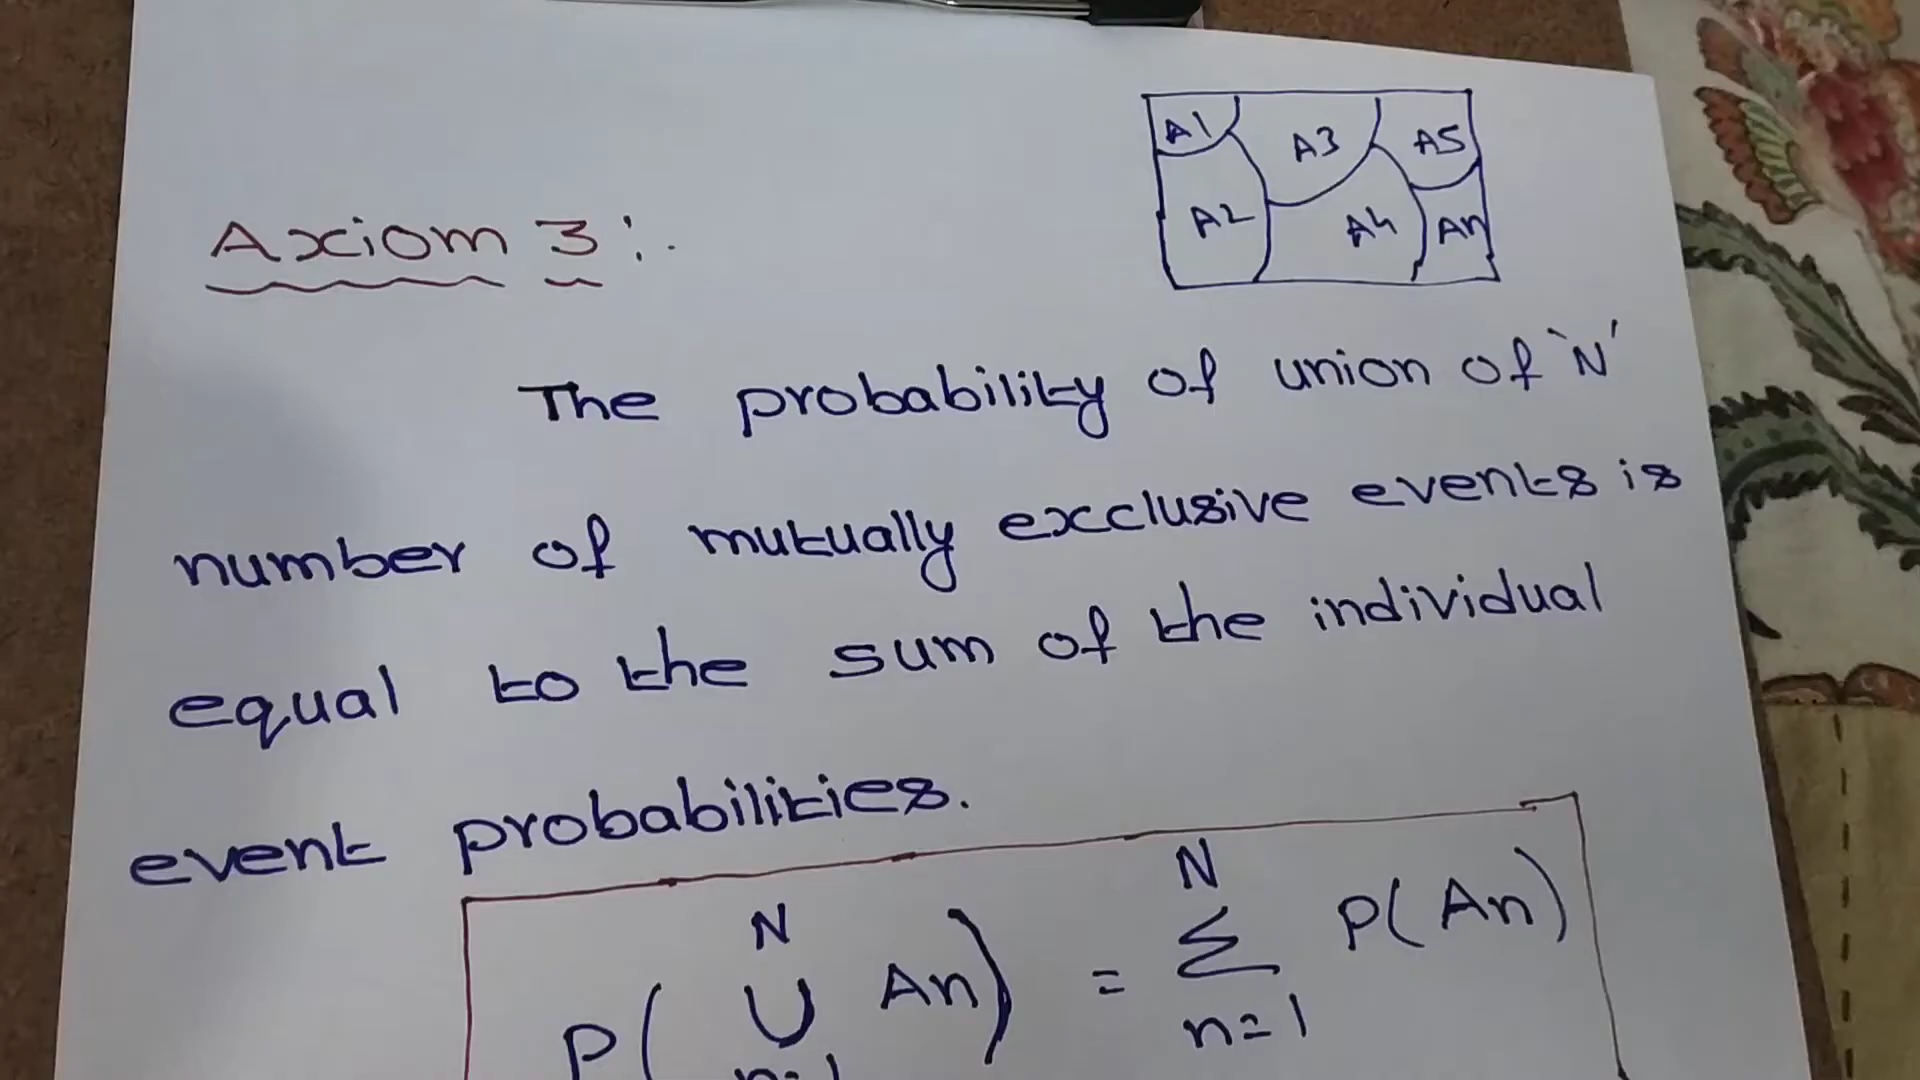 A1 A3 A5
A2 A4 An
Axiom 3 :-
The probability of union of 'N'
number of mutually exclusive events is
equal to the sum of the individual
event probabilities.
P( N ∪ n=1 An) = N Σ n=1 P(An)